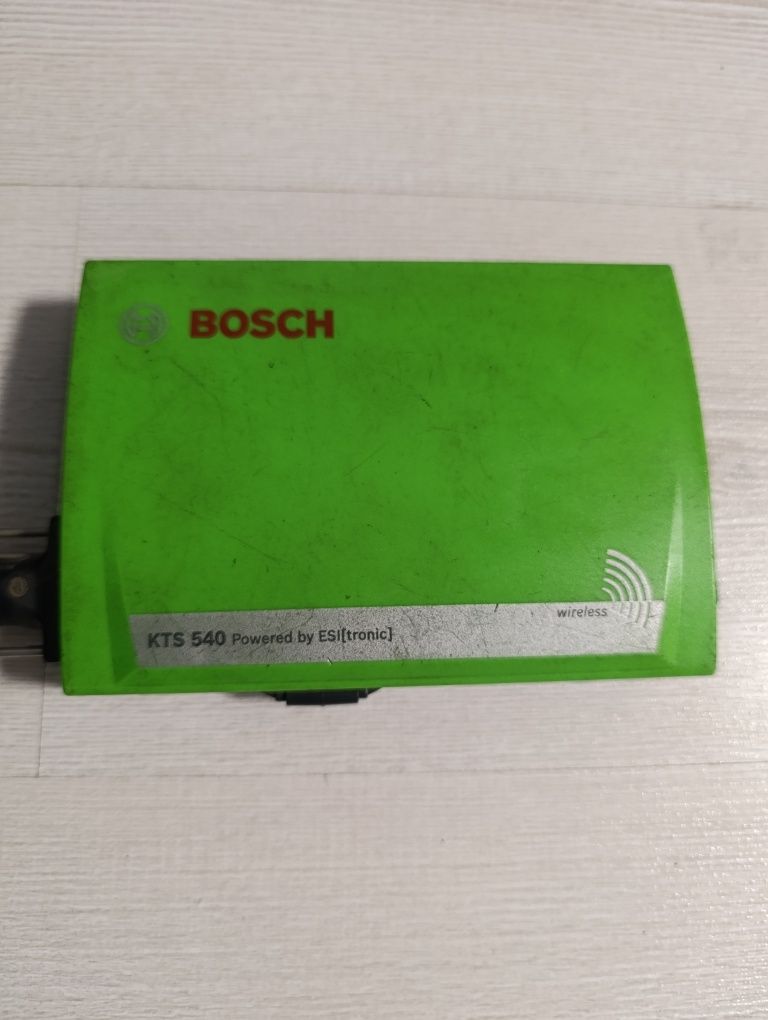 BOSCH
wireless
KTS 540 Powered by ESI[tronic]